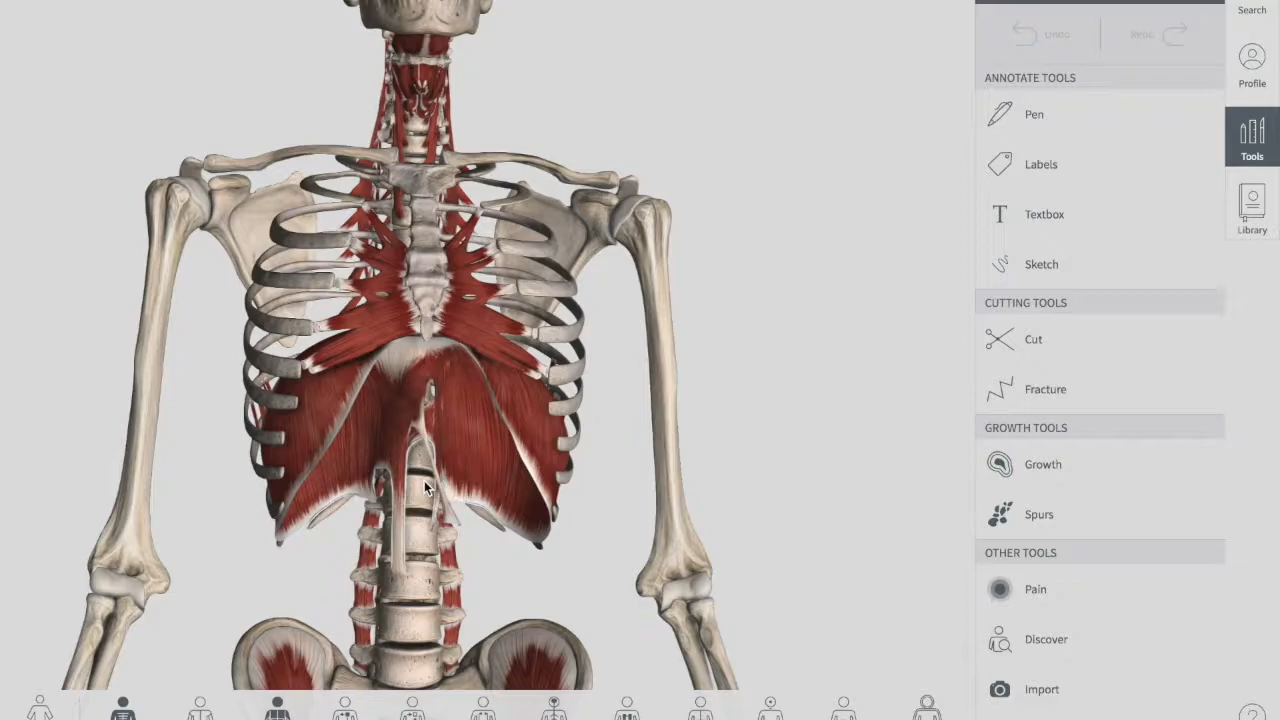 Search
Undo
Redo
Profile
ANNOTATE TOOLS
Pen
Tools
Labels
Textbox
Library
Sketch
CUTTING TOOLS
Cut
Fracture
GROWTH TOOLS
Growth
Spurs
OTHER TOOLS
Pain
Discover
Import
?